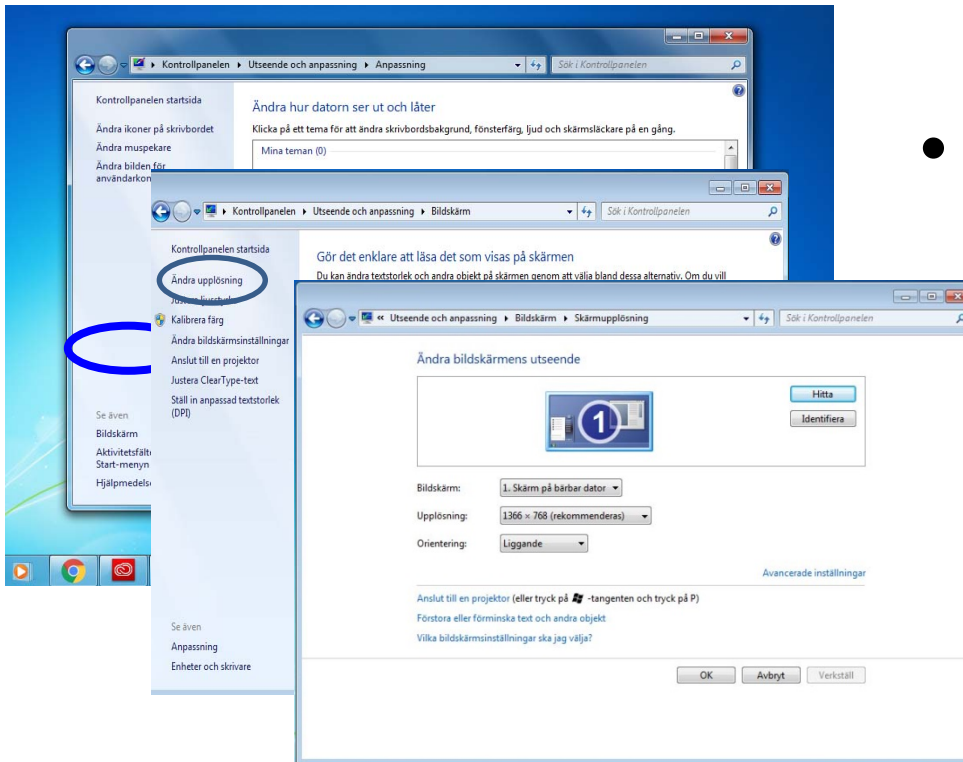 Kontrollpanelen ▸ Utseende och anpassning ▸ Anpassning
Sök i Kontrollpanelen
Kontrollpanelen startsida
Ändra ikoner på skrivbordet
Ändra muspekare
Ändra bilden för
Se även
Bildskärm
Start-menyn
Ändra hur datorn ser ut och låter
Klicka på ett tema för att ändra skrivbordsbakgrund, fönsterfärg, ljud och skärmsläckare på en gång.
Mina teman (0)
Kontrollpanelen ▸ Utseende och anpassning ▸ Bildskärm
Sök i Kontrollpanelen
Kontrollpanelen startsida
Ändra upplösning
Kalibrera färg
Ändra bildskärmsinställningar
Anslut till en projektor
Justera ClearType-text
Ställ in anpassad textstorlek
(DPI)
Se även
Anpassning
Enheter och skrivare
Gör det enklare att läsa det som visas på skärmen
Du kan ändra textstorlek och andra objekt på skärmen genom att välja bland dessa alternativ. Om du vill
« Utseende och anpassning ▸ Bildskärm ▸ Skärmupplösning
Sök i Kontrollpanelen
Ändra bildskärmens utseende
1
Hitta
Identifiera
Bildskärm: 1. Skärm på bärbar dator
Upplösning: 1366 × 768 (rekommenderas)
Orientering: Liggande
Avancerade inställningar
Anslut till en projektor (eller tryck på -tangenten och tryck på P)
Förstora eller förminska text och andra objekt
Vilka bildskärmsinställningar ska jag välja?
OK Avbryt Verkställ